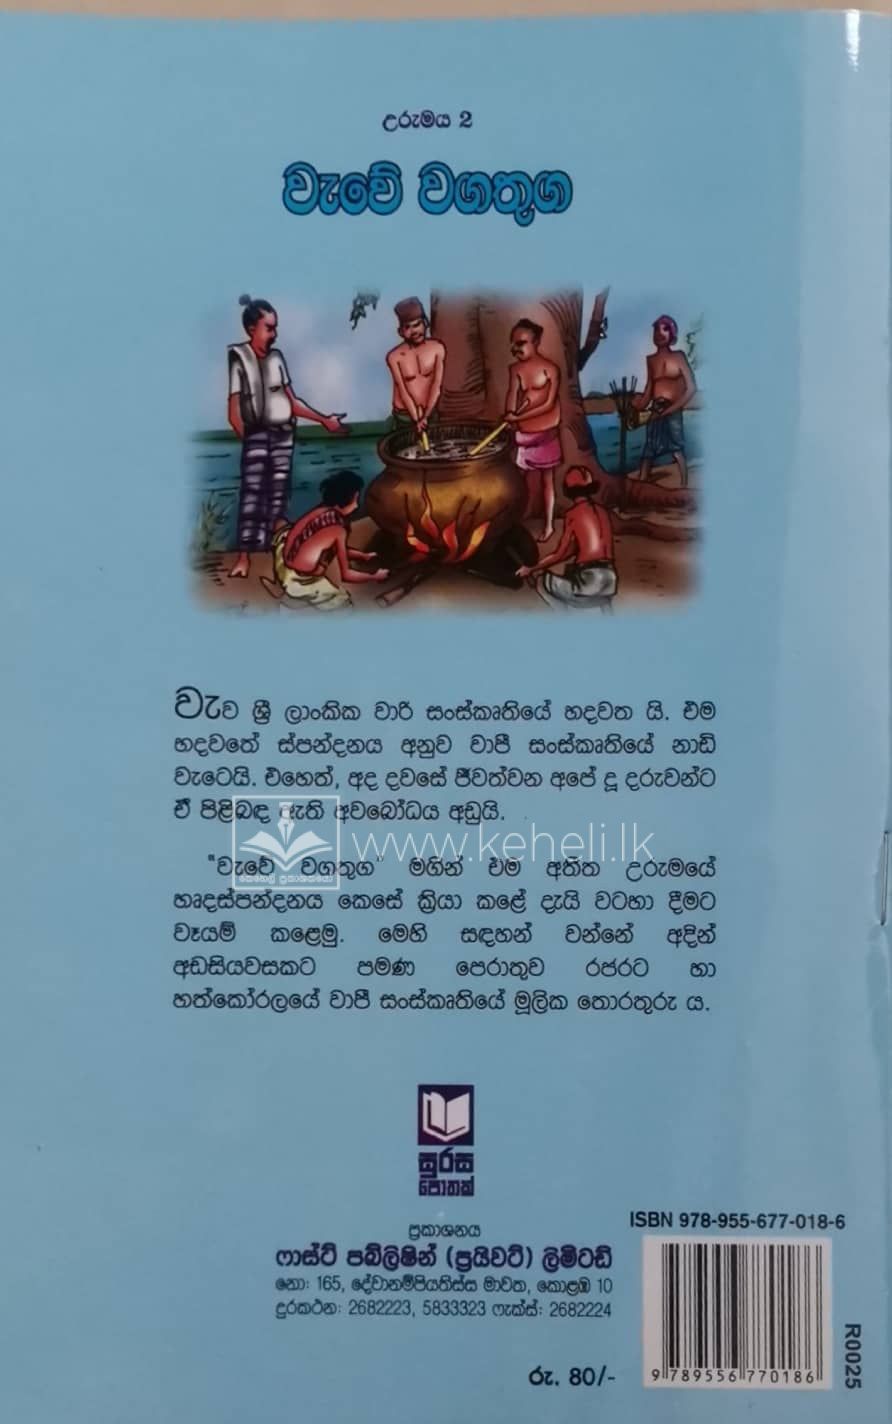 උරුමය 2
වැවේ වගතුග
වැව ශ්‍රී ලාංකික වාරි සංස්කෘතියේ හදවත යි. එම
හදවතේ ස්පන්දනය අනුව වාපී සංස්කෘතියේ නාඩි
වැටෙයි. එහෙත්, අද දවසේ ජීවත්වන අපේ දූ දරුවන්ට
ඒ පිළිබඳ ඇති අවබෝධය අඩුයි.
www.keheli.lk
කෙහෙළි ප්‍රකාශකයෝ
"වැවේ වගතුග" මගින් එම අතීත උරුමයේ
හෘදස්පන්දනය කෙසේ ක්‍රියා කළේ දැයි වටහා දීමට
වෑයම් කළෙමු. මෙහි සඳහන් වන්නේ අදින්
අඩසියවසකට පමණ පෙරාතුව රජරට හා
හත්කෝරලයේ වාපී සංස්කෘතියේ මූලික තොරතුරු ය.
සුරස
පොතක්
ප්‍රකාශනය
ෆාස්ට් පබ්ලිෂින් (ප්‍රයිවට්) ලිමිටඩ්
නො: 165, දේවානම්පියතිස්ස මාවත, කොළඹ 10
දුරකථන: 2682223, 5833323 ෆැක්ස්: 2682224
රු. 80/-
ISBN 978-955-677-018-6
9 789556 770186
R0025